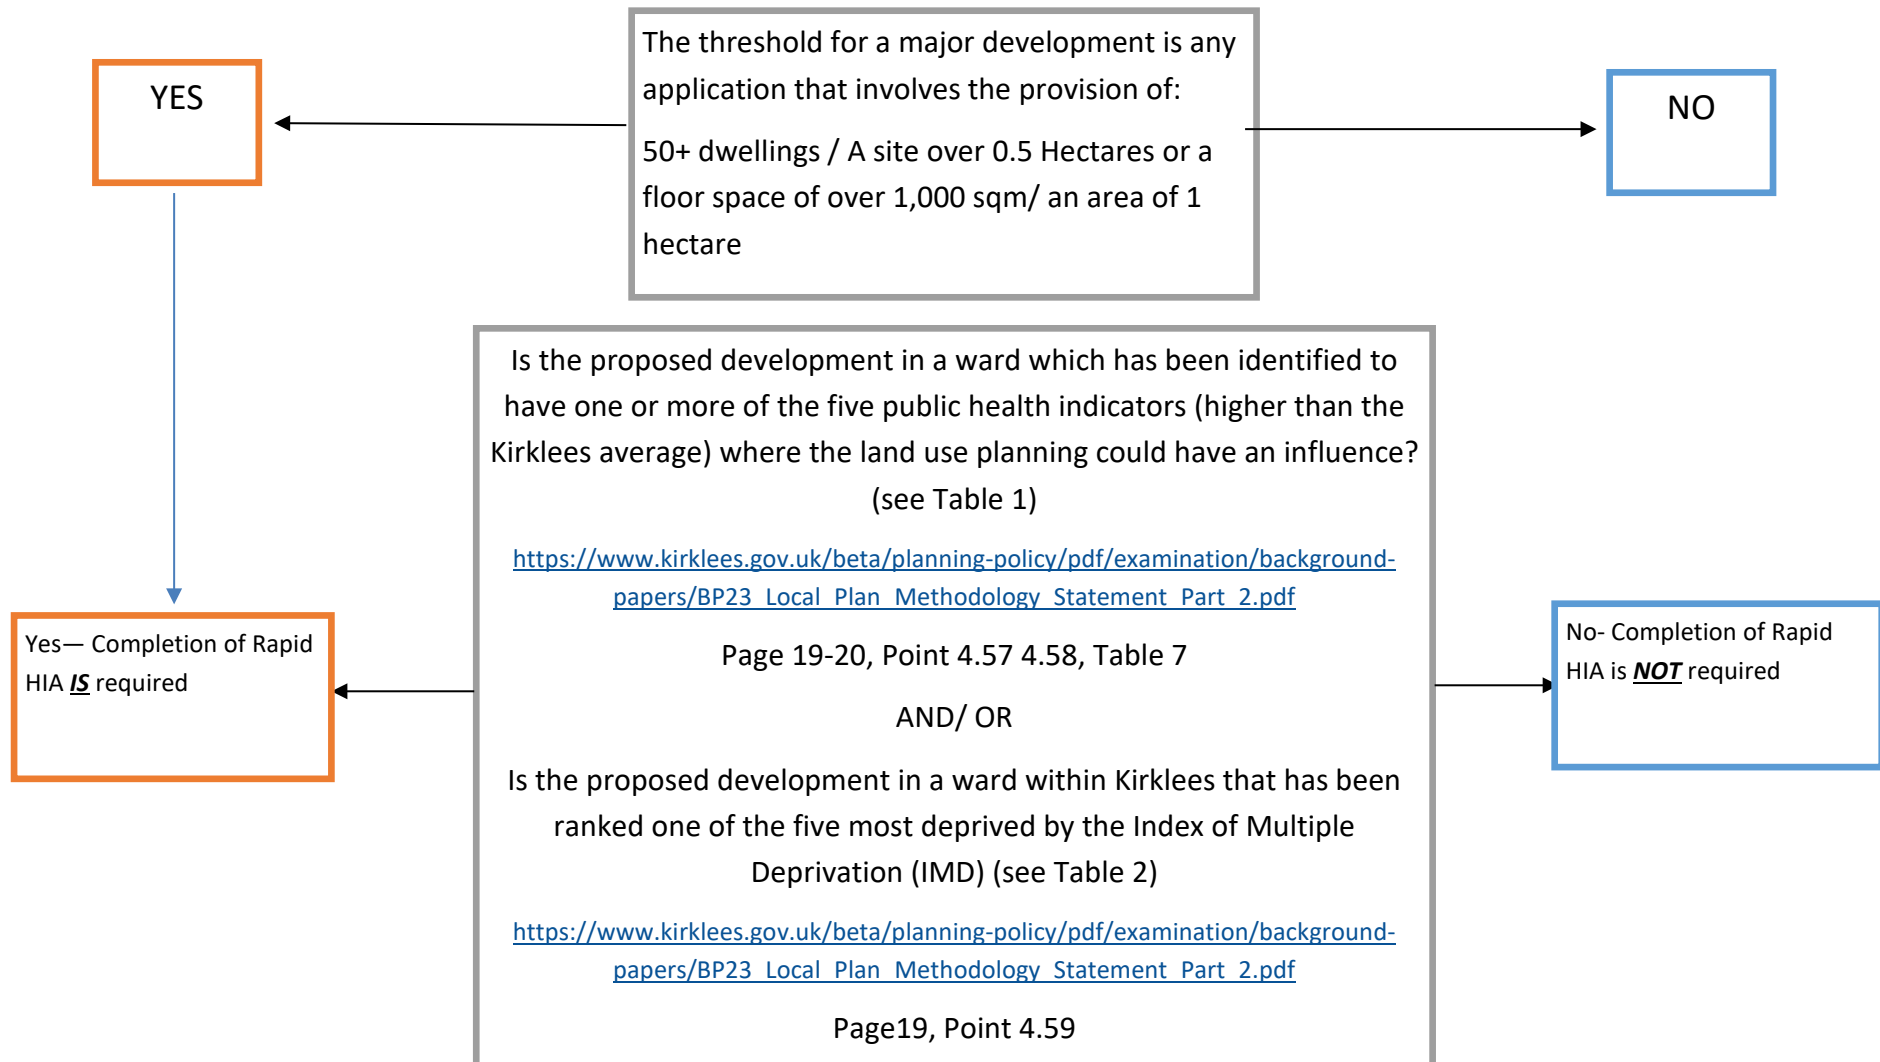 The threshold for a major development is any
application that involves the provision of:
50+ dwellings / A site over 0.5 Hectares or a
floor space of over 1,000 sqm/ an area of 1
hectare
YES
NO
Is the proposed development in a ward which has been identified to
have one or more of the five public health indicators (higher than the
Kirklees average) where the land use planning could have an influence?
(see Table 1)
https://www.kirklees.gov.uk/beta/planning-policy/pdf/examination/background-
papers/BP23_Local_Plan_Methodology_Statement_Part_2.pdf
Page 19-20, Point 4.57 4.58, Table 7
AND/ OR
Is the proposed development in a ward within Kirklees that has been
ranked one of the five most deprived by the Index of Multiple
Deprivation (IMD) (see Table 2)
https://www.kirklees.gov.uk/beta/planning-policy/pdf/examination/background-
papers/BP23_Local_Plan_Methodology_Statement_Part_2.pdf
Page19, Point 4.59
Yes— Completion of Rapid
HIA IS required
No- Completion of Rapid
HIA is NOT required